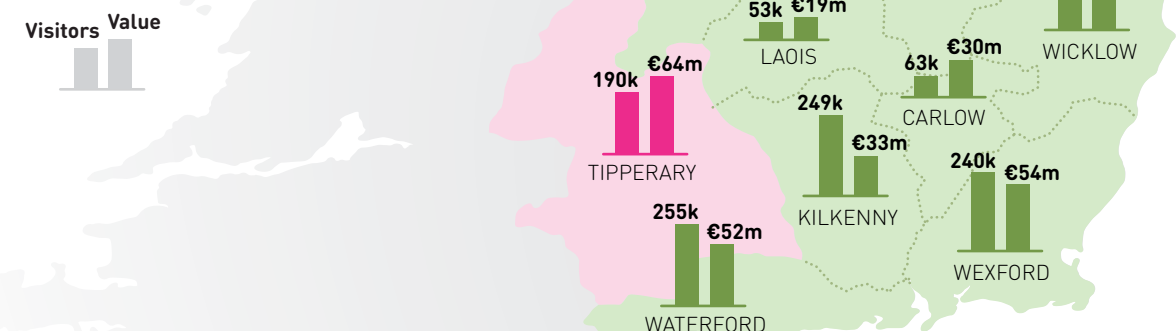 Visitors Value
53k €19m
LAOIS
WICKLOW
190k €64m
TIPPERARY
63k €30m
CARLOW
249k €33m
KILKENNY
240k €54m
WEXFORD
255k €52m
WATERFORD